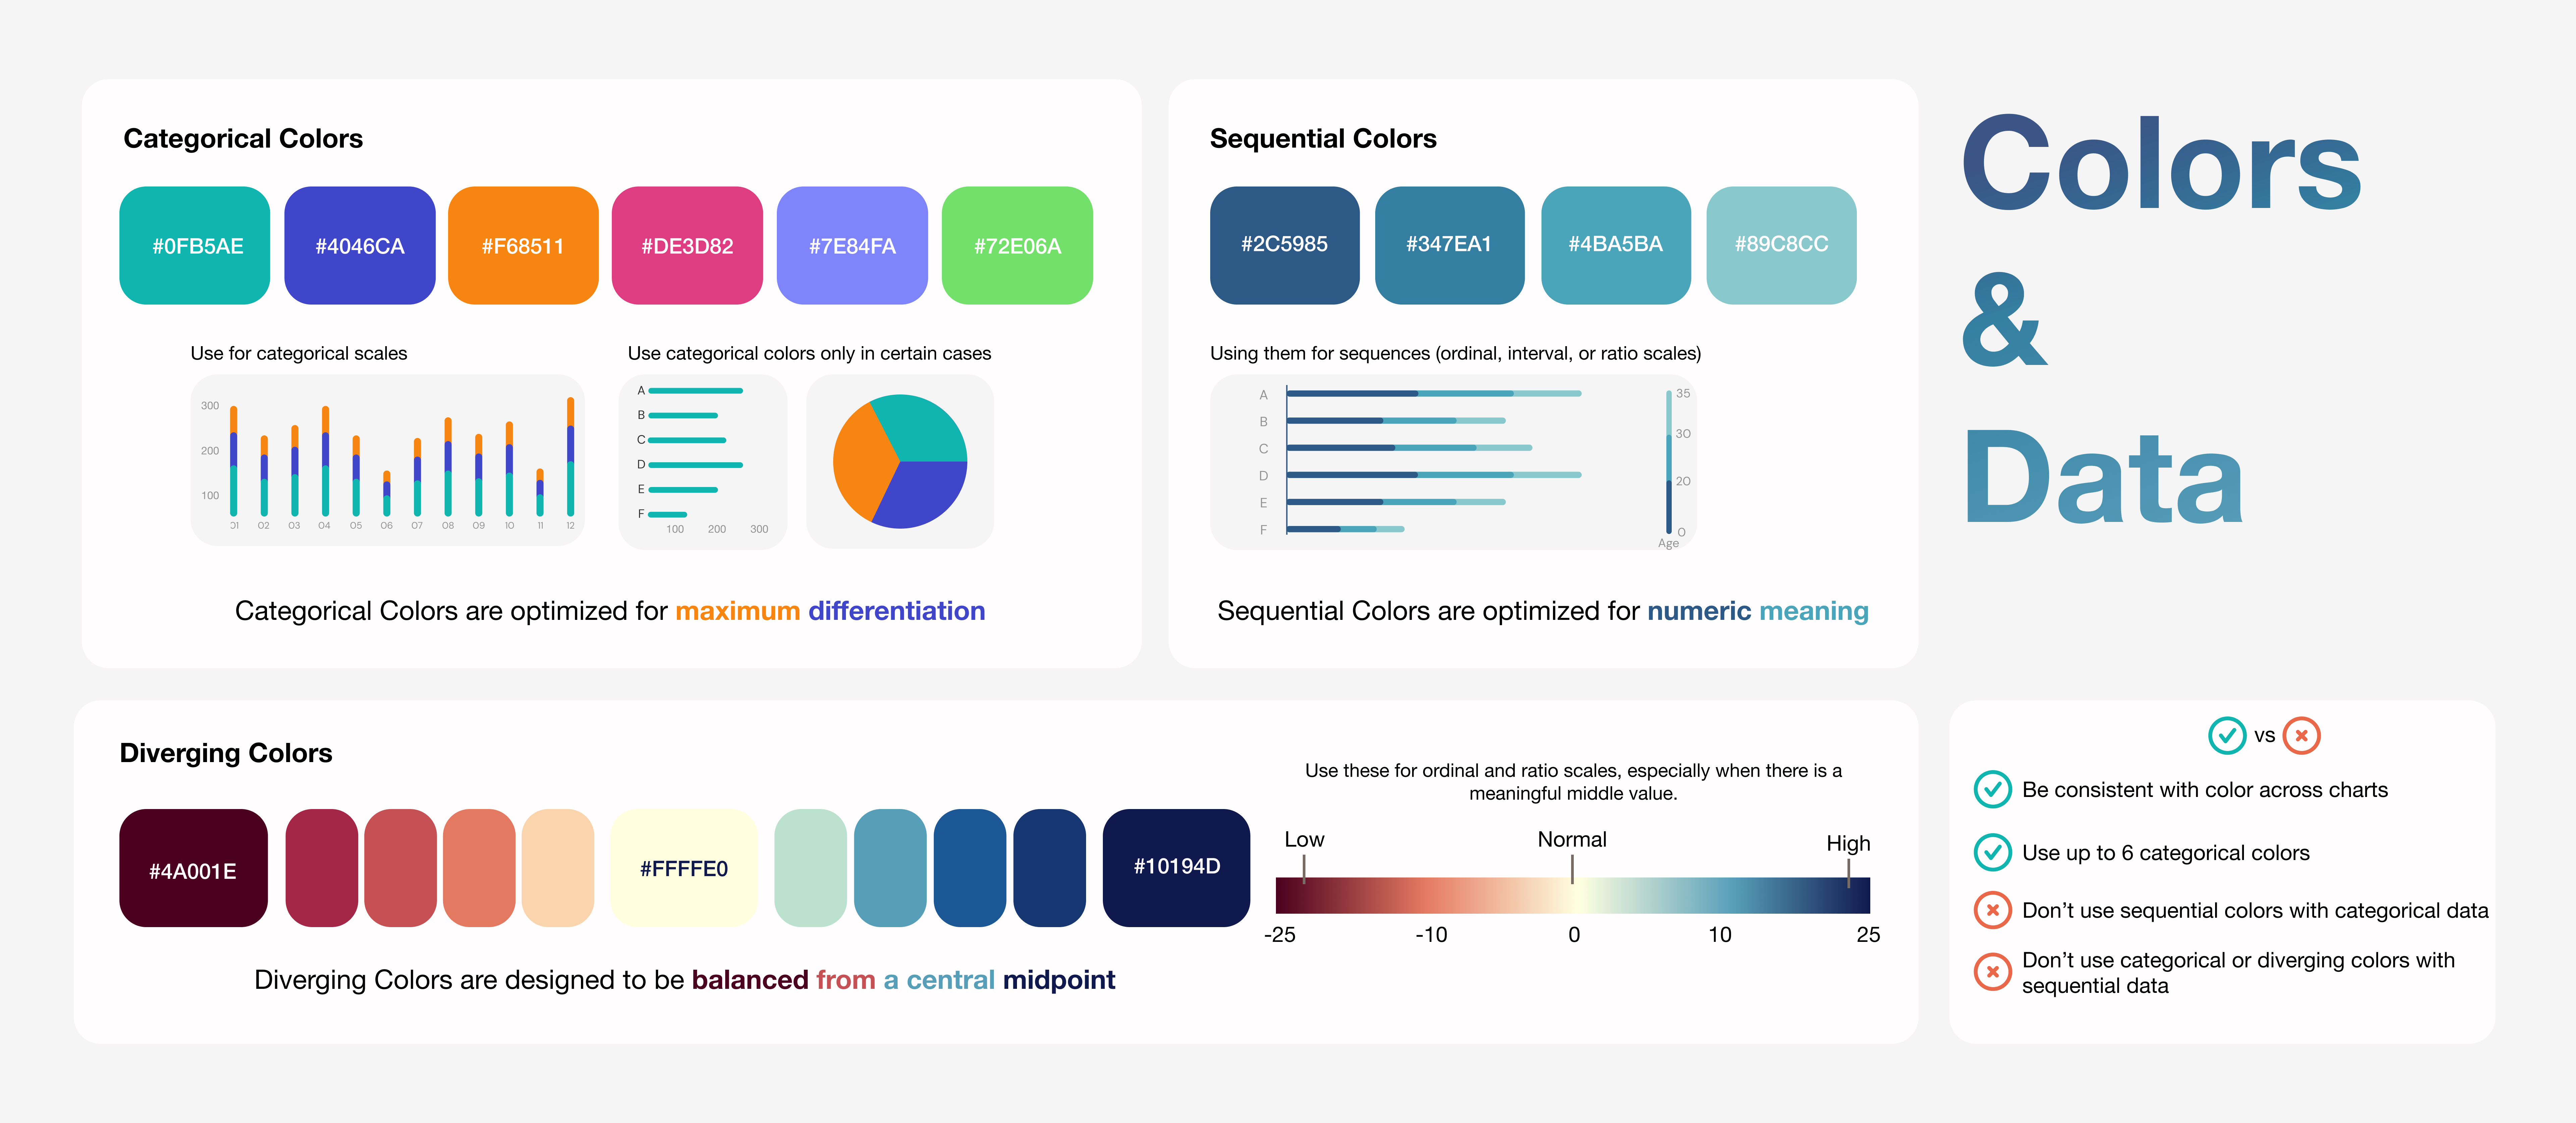 Colors
&
Data
Categorical Colors
#0FB5AE
#4046CA
#F68511
#DE3D82
#7E84FA
#72E06A
Use for categorical scales
300
200
100
01 02 03 04 05 06 07 08 09 10 11 12
Use categorical colors only in certain cases
A
B
C
D
E
F
100 200 300
Categorical Colors are optimized for maximum differentiation
Sequential Colors
#2C5985
#347EA1
#4BA5BA
#89C8CC
Using them for sequences (ordinal, interval, or ratio scales)
A
B
C
D
E
F
35
30
20
0
Age
Sequential Colors are optimized for numeric meaning
Diverging Colors
#4A001E
#FFFFE0
#10194D
Diverging Colors are designed to be balanced from a central midpoint
Use these for ordinal and ratio scales, especially when there is a
meaningful middle value.
Low Normal High
-25 -10 0 10 25
vs
Be consistent with color across charts
Use up to 6 categorical colors
Don’t use sequential colors with categorical data
Don’t use categorical or diverging colors with
sequential data